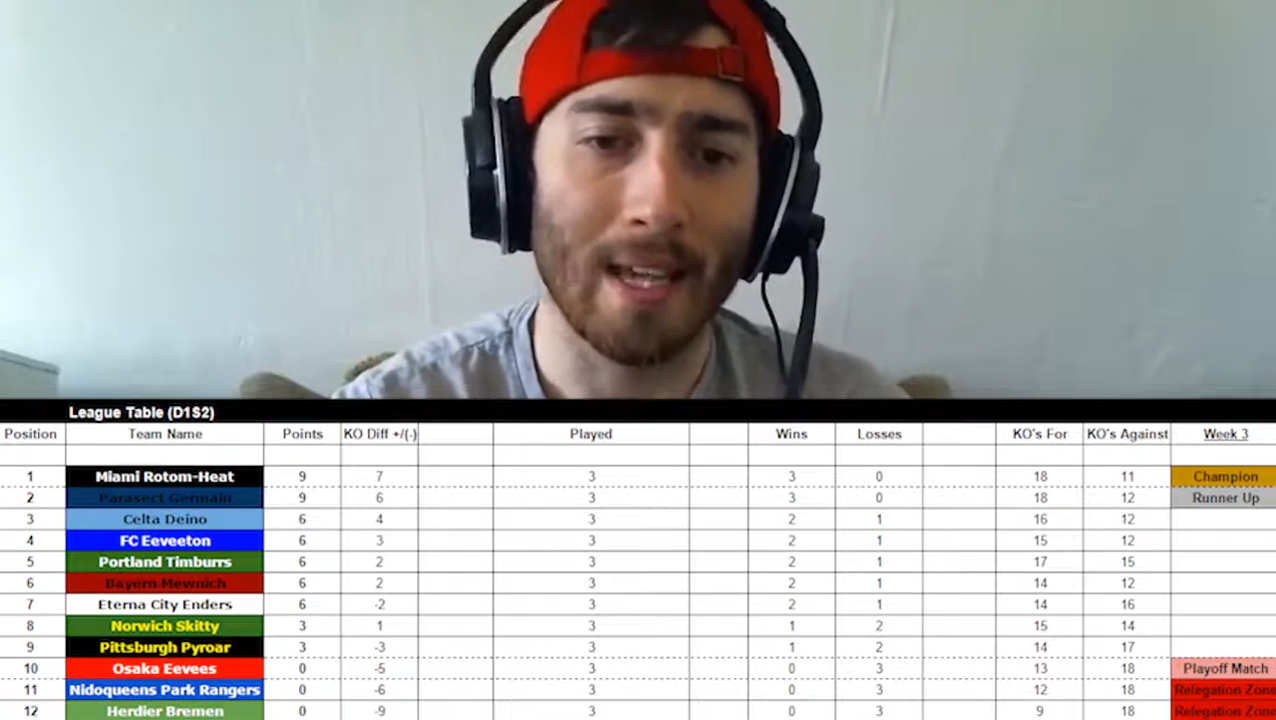 League Table (D1S2)
Position Team Name Points KO Diff +/(-) Played Wins Losses KO's For KO's Against Week 3
1 Miami Rotom-Heat 9 7 3 3 0 18 11 Champion
2 Parasect Germain 9 6 3 3 0 18 12 Runner Up
3 Celta Deino 6 4 3 2 1 16 12
4 FC Eeveeton 6 3 3 2 1 15 12
5 Portland Timburrs 6 2 3 2 1 17 15
6 Bayern Mewnich 6 2 3 2 1 14 12
7 Eterna City Enders 6 -2 3 2 1 14 16
8 Norwich Skitty 3 1 3 1 2 15 14
9 Pittsburgh Pyroar 3 -3 3 1 2 14 17
10 Osaka Eevees 0 -5 3 0 3 13 18 Playoff Match
11 Nidoqueens Park Rangers 0 -6 3 0 3 12 18 Relegation Zone
12 Herdier Bremen 0 -9 3 0 3 9 18 Relegation Zone